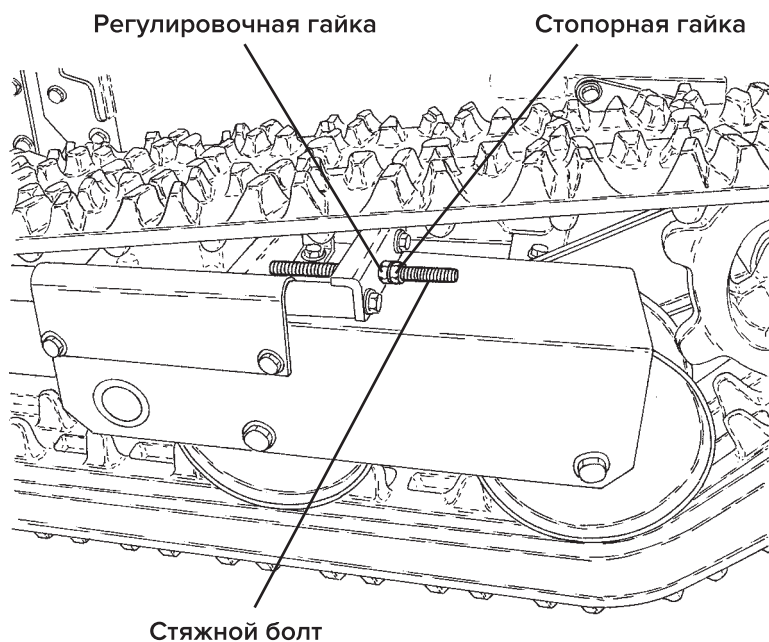 Регулировочная гайка
Стопорная гайка
Стяжной болт